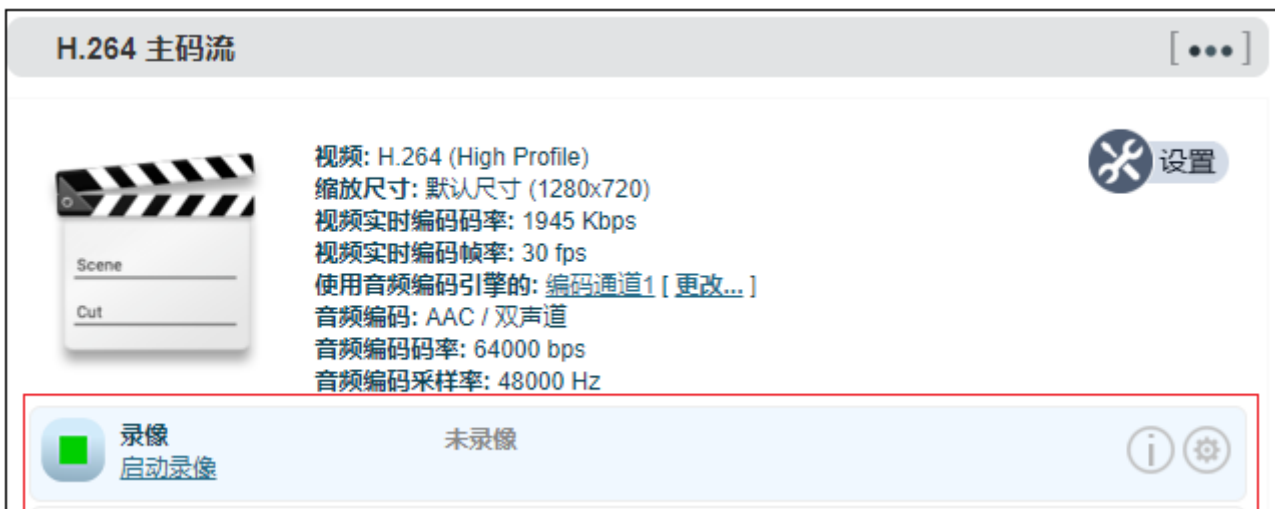 H.264 主码流 [•••]
设置
视频: H.264 (High Profile)
缩放尺寸: 默认尺寸 (1280x720)
视频实时编码码率: 1945 Kbps
视频实时编码帧率: 30 fps
Scene
使用音频编码引擎的: 编码通道1 [ 更改... ]
Cut
音频编码: AAC / 双声道
音频编码码率: 64000 bps
音频编码采样率: 48000 Hz
录像 未录像
启动录像